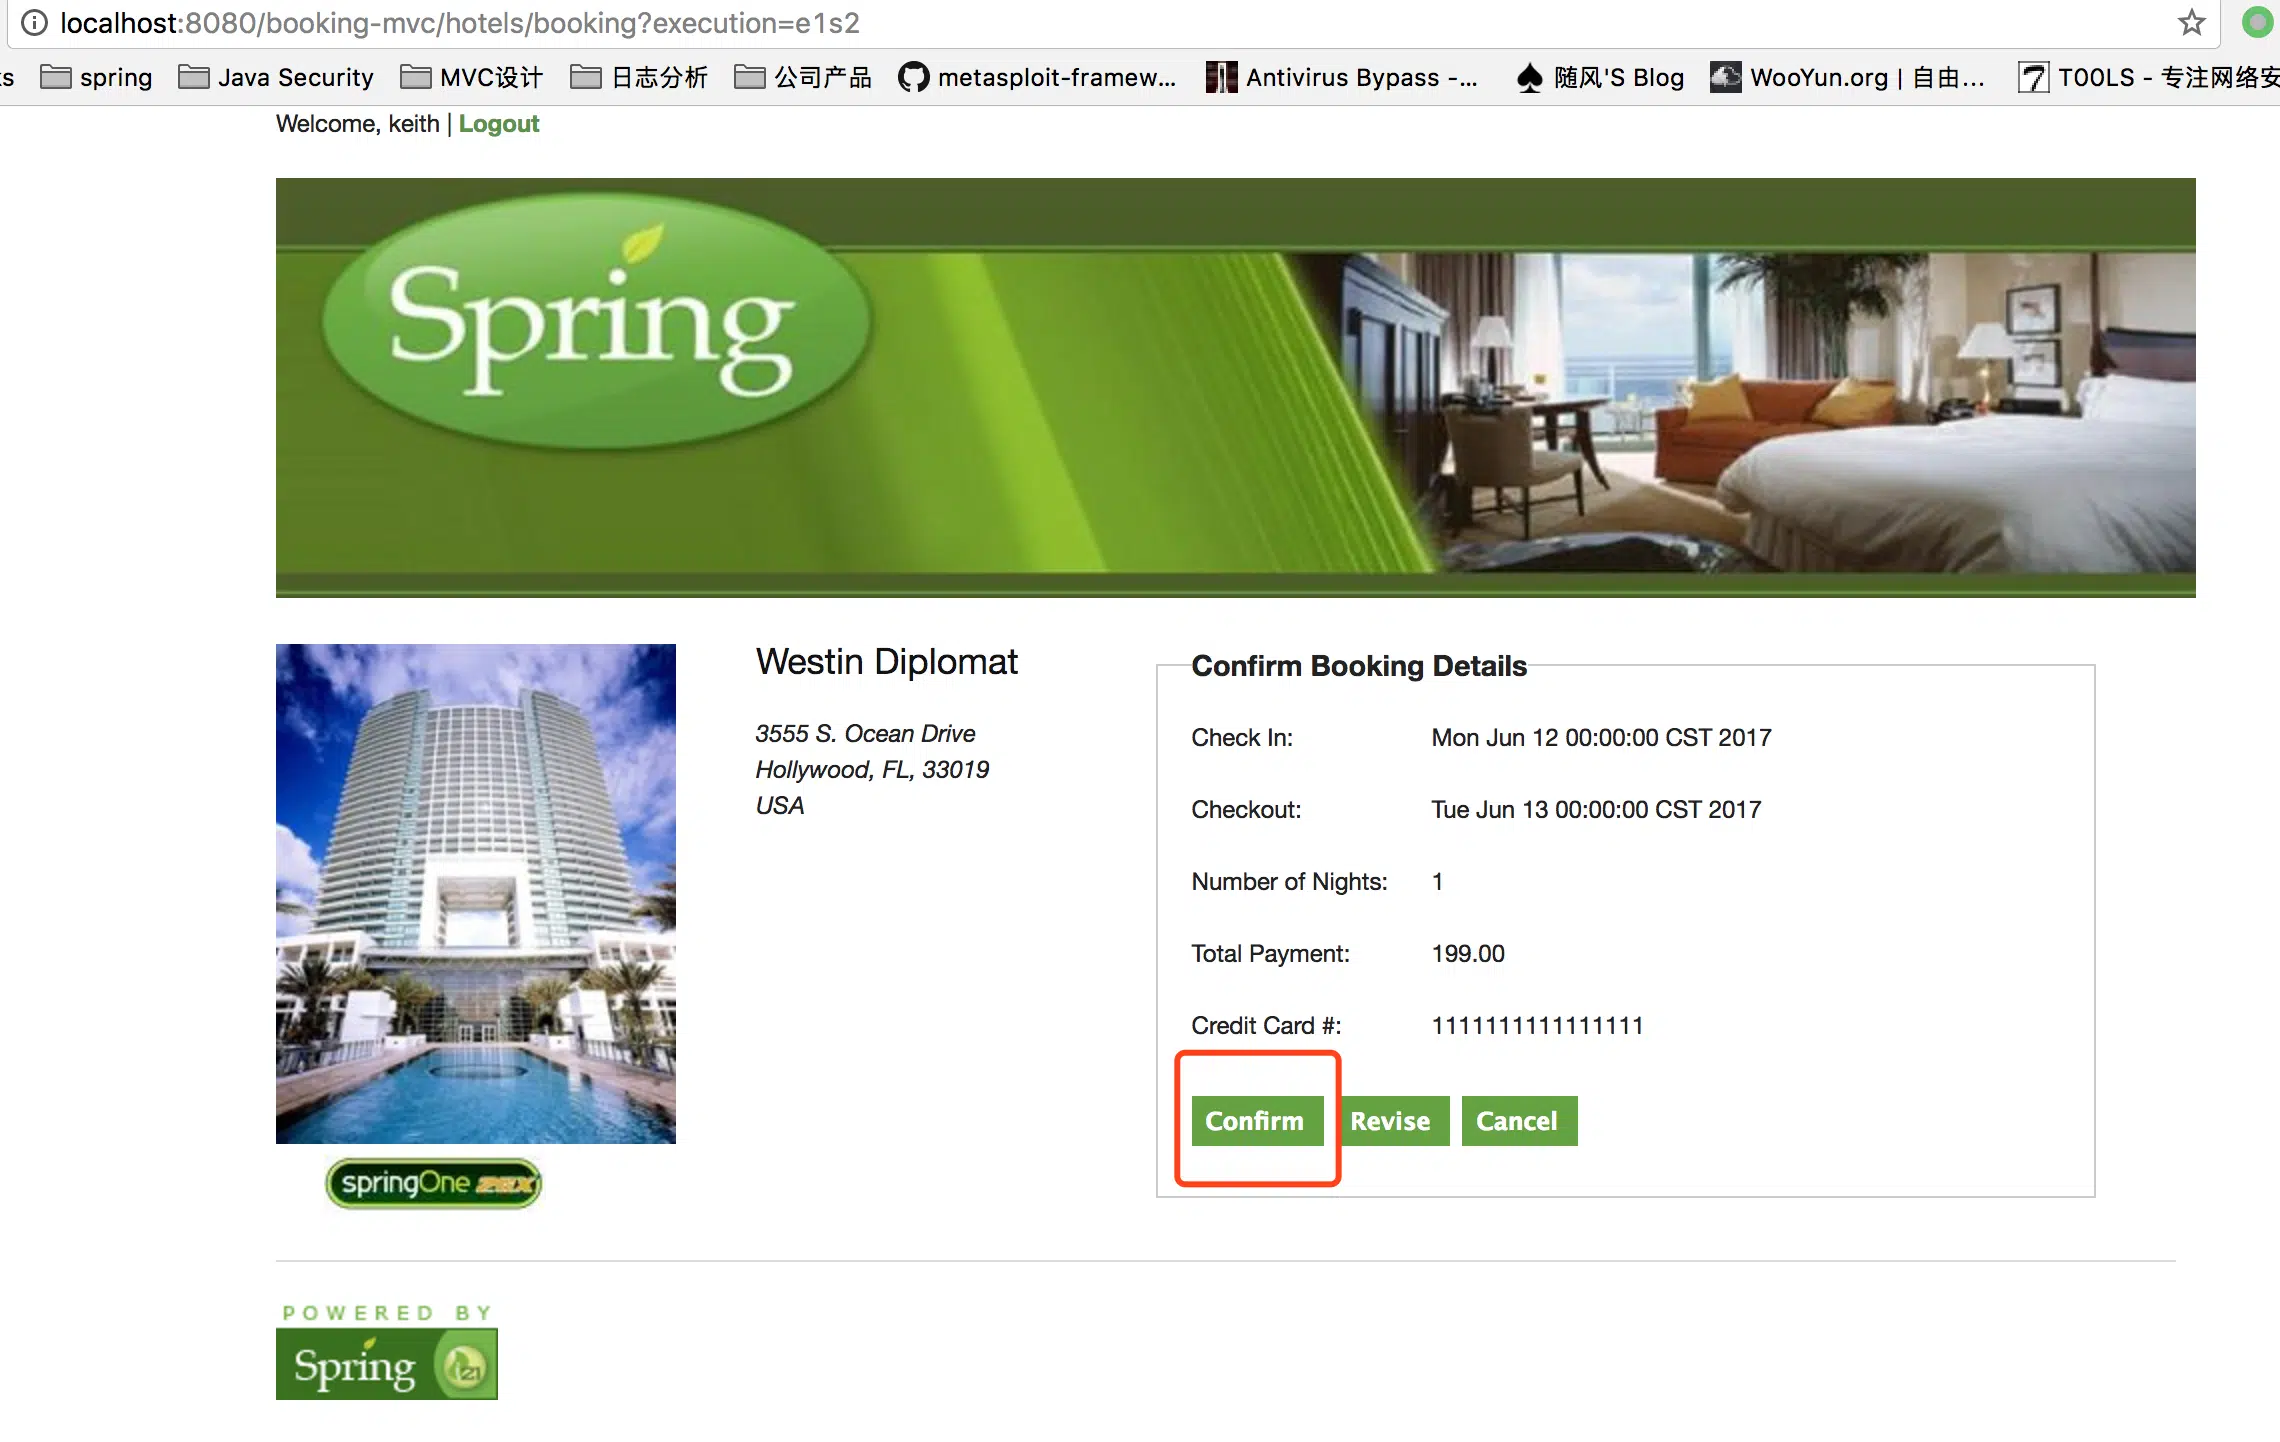 localhost:8080/booking-mvc/hotels/booking?execution=e1s2
s spring Java Security MVC设计 日志分析 公司产品 metasploit-framew... Antivirus Bypass -... 随风'S Blog WooYun.org | 自由... T00LS - 专注网络安
Welcome, keith | Logout
Spring
Westin Diplomat
3555 S. Ocean Drive
Hollywood, FL, 33019
USA
Confirm Booking Details
Check In: Mon Jun 12 00:00:00 CST 2017
Checkout: Tue Jun 13 00:00:00 CST 2017
Number of Nights: 1
Total Payment: 199.00
Credit Card #: 1111111111111111
Confirm Revise Cancel
springOne 2GX
POWERED BY
Spring